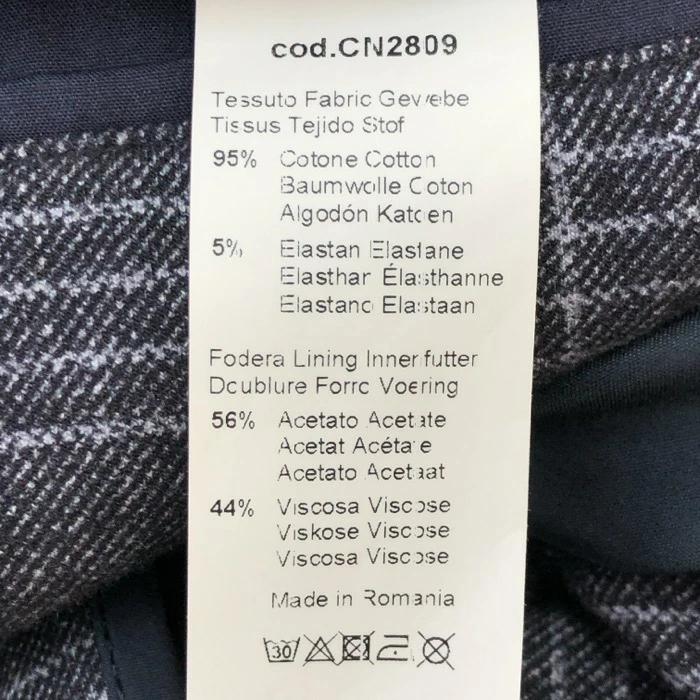 cod.CN2809
Tessuto Fabric Gewebe
Tissus Tejido Stof
95% Cotone Cotton
Baumwolle Coton
Algodón Katoen
5% Elastan Elastane
Elasthan Élasthanne
Elastano Elastaan
Fodera Lining Innerfutter
Doublure Forro Voering
56% Acetato Acetate
Acetat Acétate
Acetato Acetaat
44% Viscosa Viscose
Viskose Viscose
Viscosa Viscose
Made in Romania
30